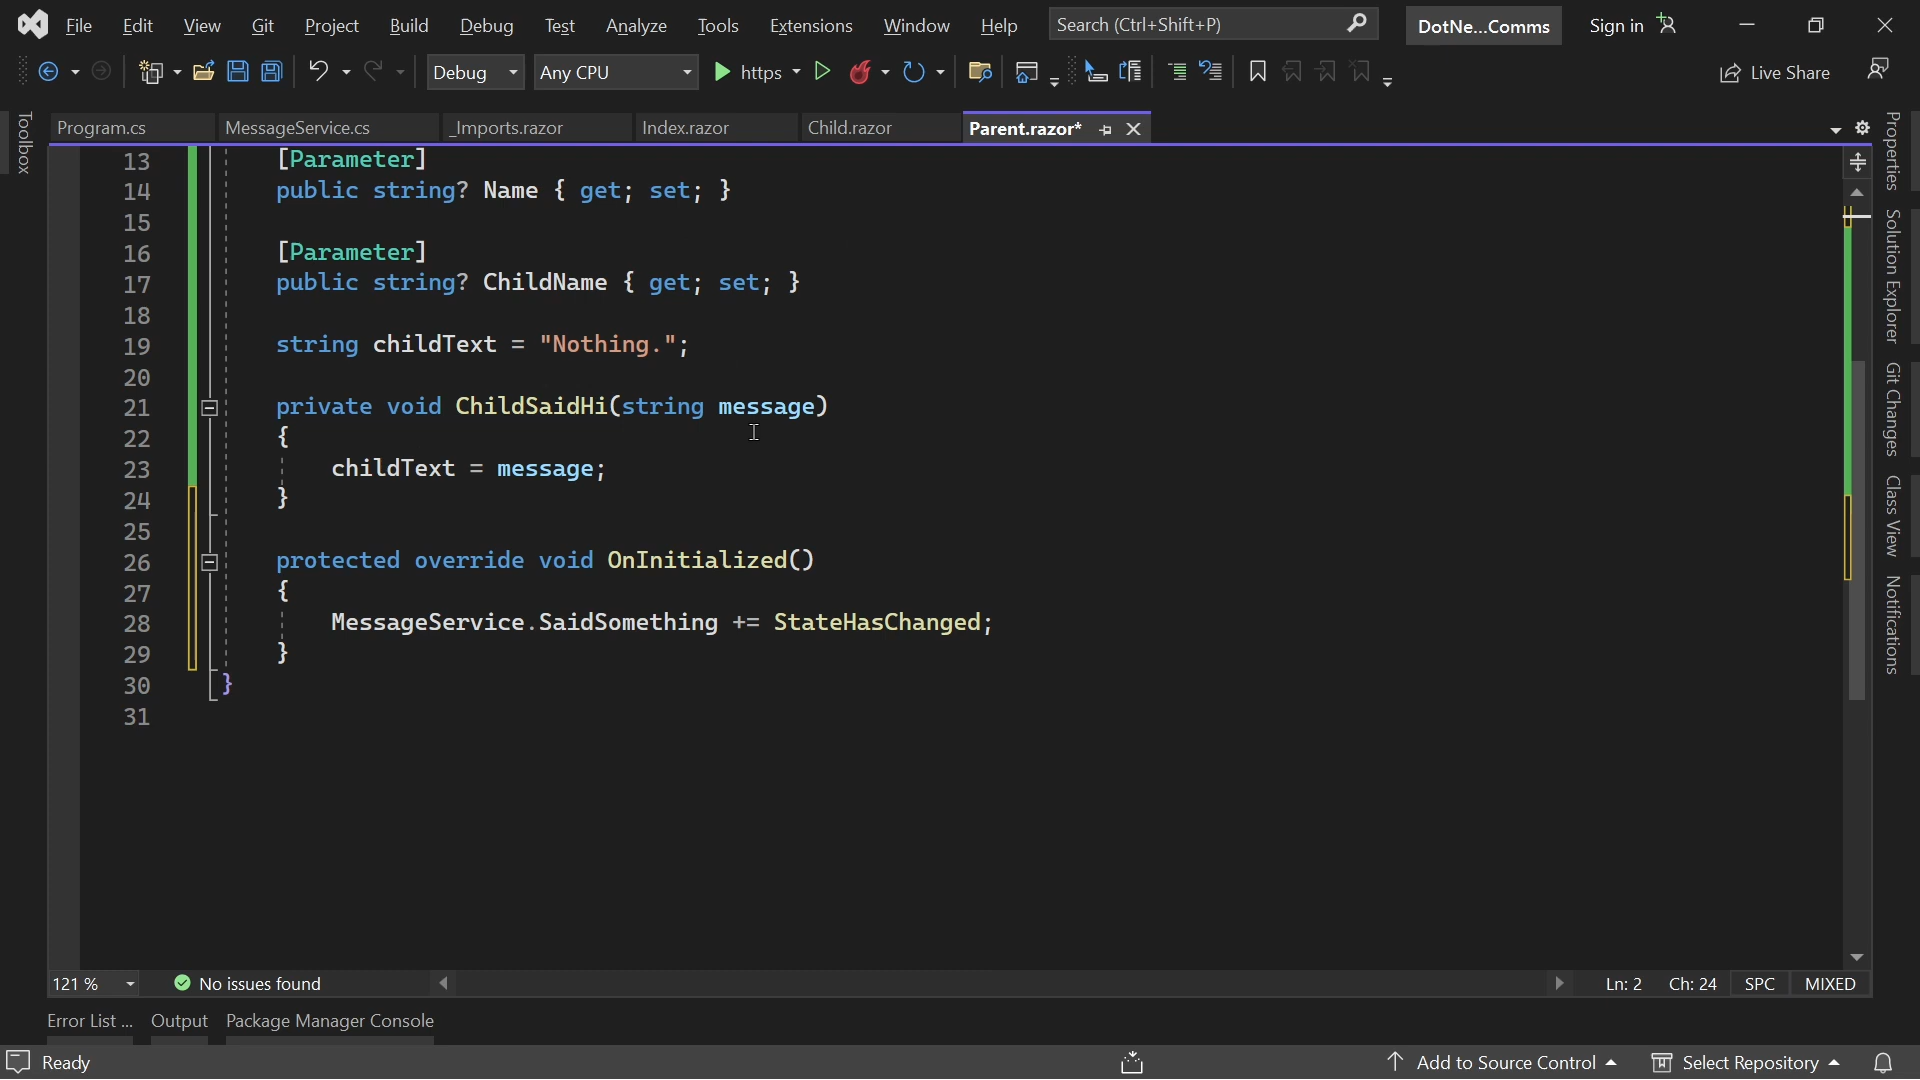 File Edit View Git Project Build Debug Test Analyze Tools Extensions Window Help Search (Ctrl+Shift+P) DotNe...Comms Sign in
Debug Any CPU https Live Share
Toolbox
Program.cs MessageService.cs _Imports.razor Index.razor Child.razor Parent.razor*
13 [Parameter]
14 public string? Name { get; set; }
15
16 [Parameter]
17 public string? ChildName { get; set; }
18
19 string childText = "Nothing.";
20
21 private void ChildSaidHi(string message)
22 {
23 childText = message;
24 }
25
26 protected override void OnInitialized()
27 {
28 MessageService.SaidSomething += StateHasChanged;
29 }
30 }
31
Properties
Solution Explorer
Git Changes
Class View
Notifications
121 % No issues found Ln: 2 Ch: 24 SPC MIXED
Error List ... Output Package Manager Console
Ready Add to Source Control Select Repository